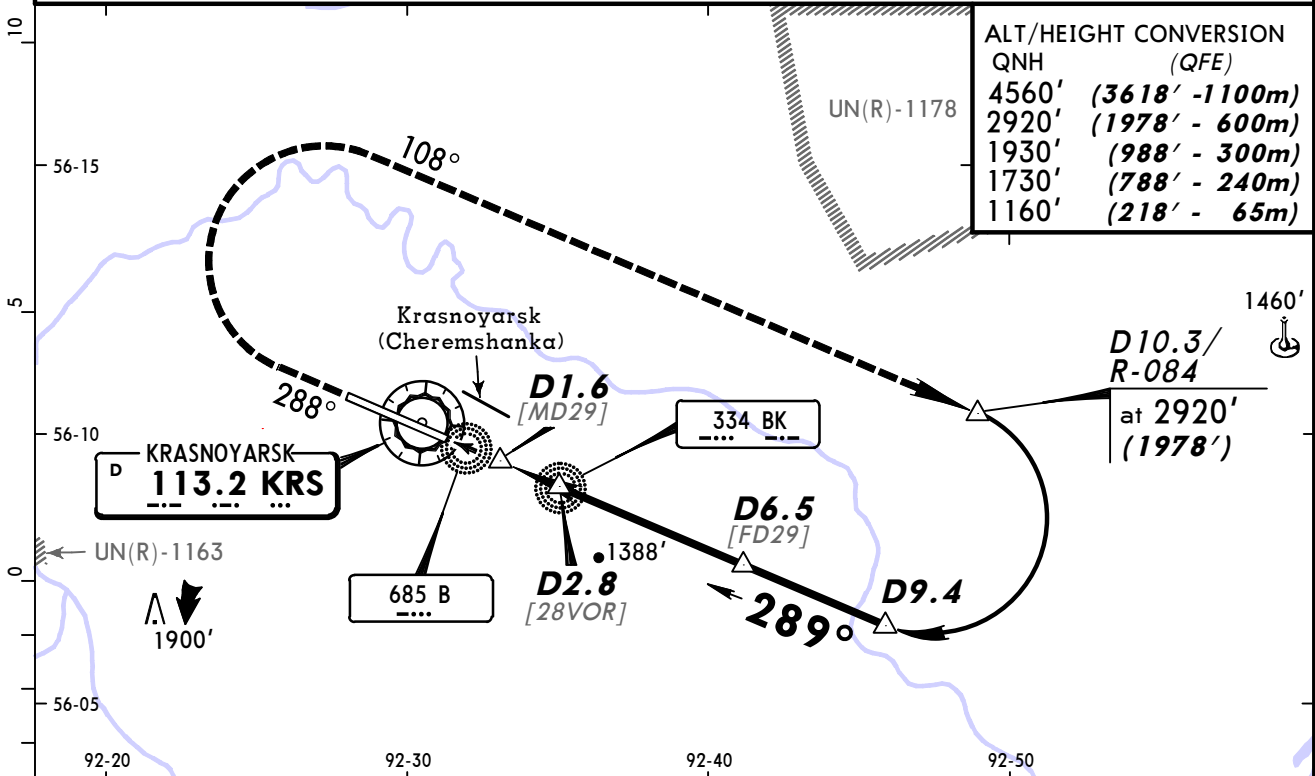 10
5
0
56-15
56-10
56-05
92-20
92-30
92-40
92-50
ALT/HEIGHT CONVERSION
QNH (QFE)
4560' (3618' -1100m)
2920' (1978' - 600m)
1930' (988' - 300m)
1730' (788' - 240m)
1160' (218' - 65m)
UN(R)-1178
108°
1460'
D10.3/
R-084
at 2920'
(1978')
Krasnoyarsk
(Cheremshanka)
D1.6
[MD29]
288°
334 BK
KRASNOYARSK
D 113.2 KRS
D6.5
[FD29]
UN(R)-1163
1388'
D2.8
[28VOR]
685 B
D9.4
289°
1900'